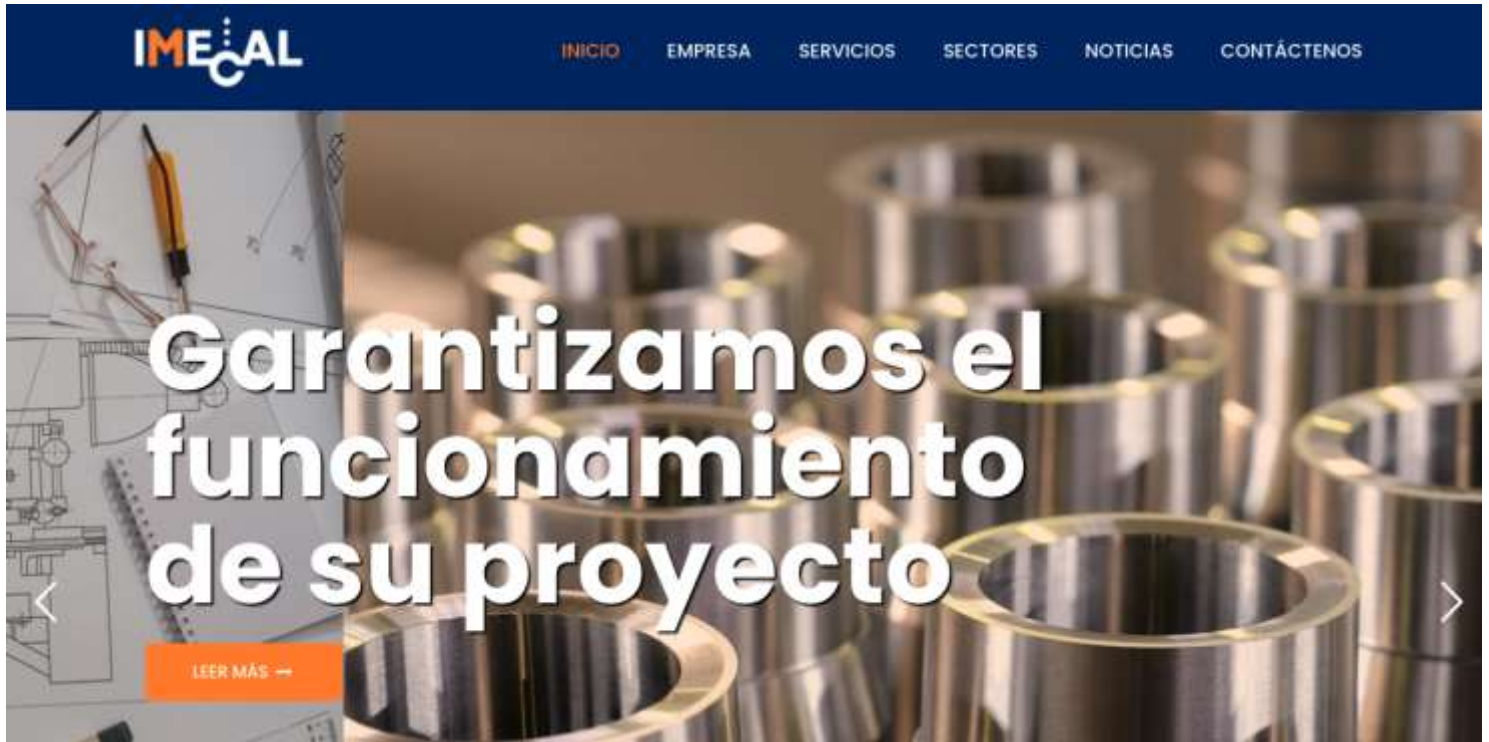 IMECAL
INICIO EMPRESA SERVICIOS SECTORES NOTICIAS CONTÁCTENOS
Garantizamos el
funcionamiento
de su proyecto
LEER MÁS →